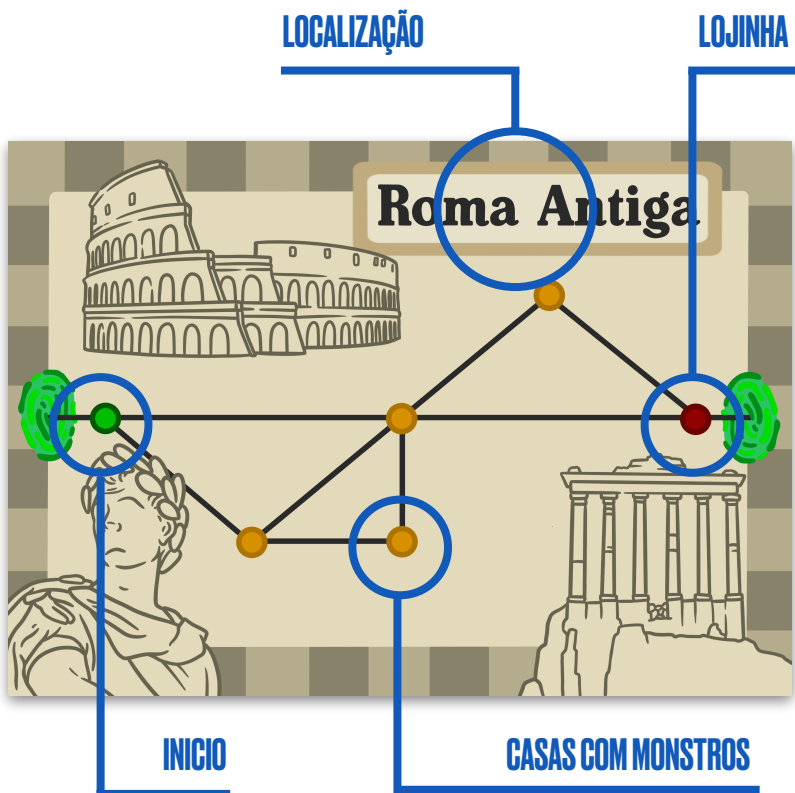 LOCALIZAÇÃO
LOJINHA
Roma Antiga
INICIO
CASAS COM MONSTROS